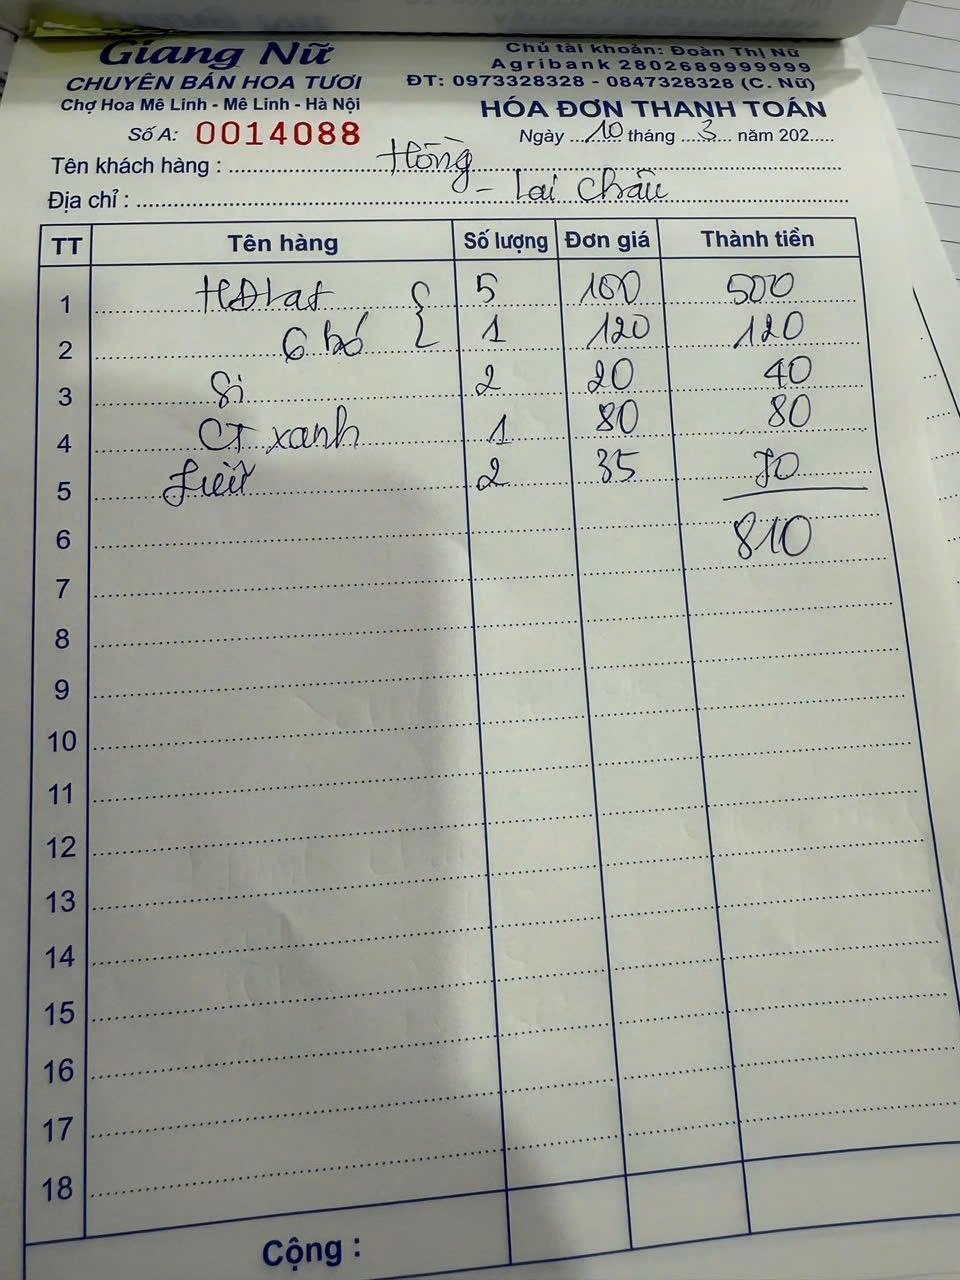 Giang Nữ
CHUYÊN BÁN HOA TƯƠI
Chợ Hoa Mê Linh - Mê Linh - Hà Nội
Số A: 0014088
Chủ tài khoản: Đoàn Thị Nữ
Agribank 2802689999999
ĐT: 0973328328 - 0847328328 (C. Nữ)
HÓA ĐƠN THANH TOÁN
Ngày 10 tháng 3 năm 202
Tên khách hàng : Hồng
Địa chỉ : - Lai Châu
TT Tên hàng Số lượng Đơn giá Thành tiền
1 HĐLat 5 100 500
2 6 bó 1 120 120
3 Si 2 20 40
4 CT xanh 1 80 80
5 2 35 70
6 810
7
8
9
10
11
12
13
14
15
16
17
18
Cộng :